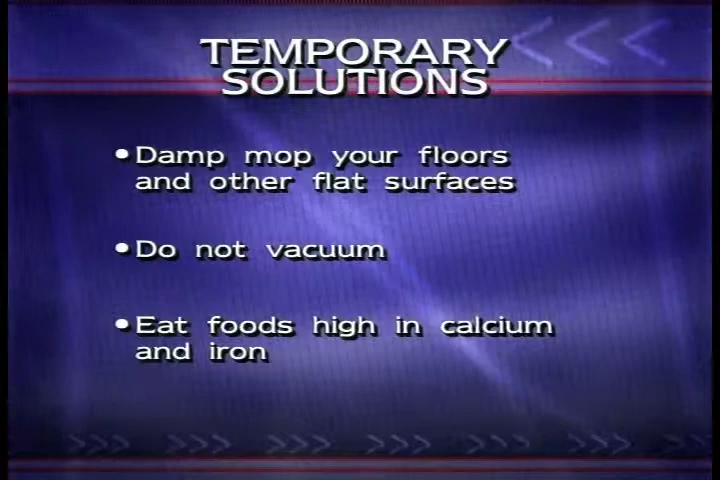 TEMPORARY
SOLUTIONS
• Damp mop your floors
and other flat surfaces
• Do not vacuum
• Eat foods high in calcium
and iron